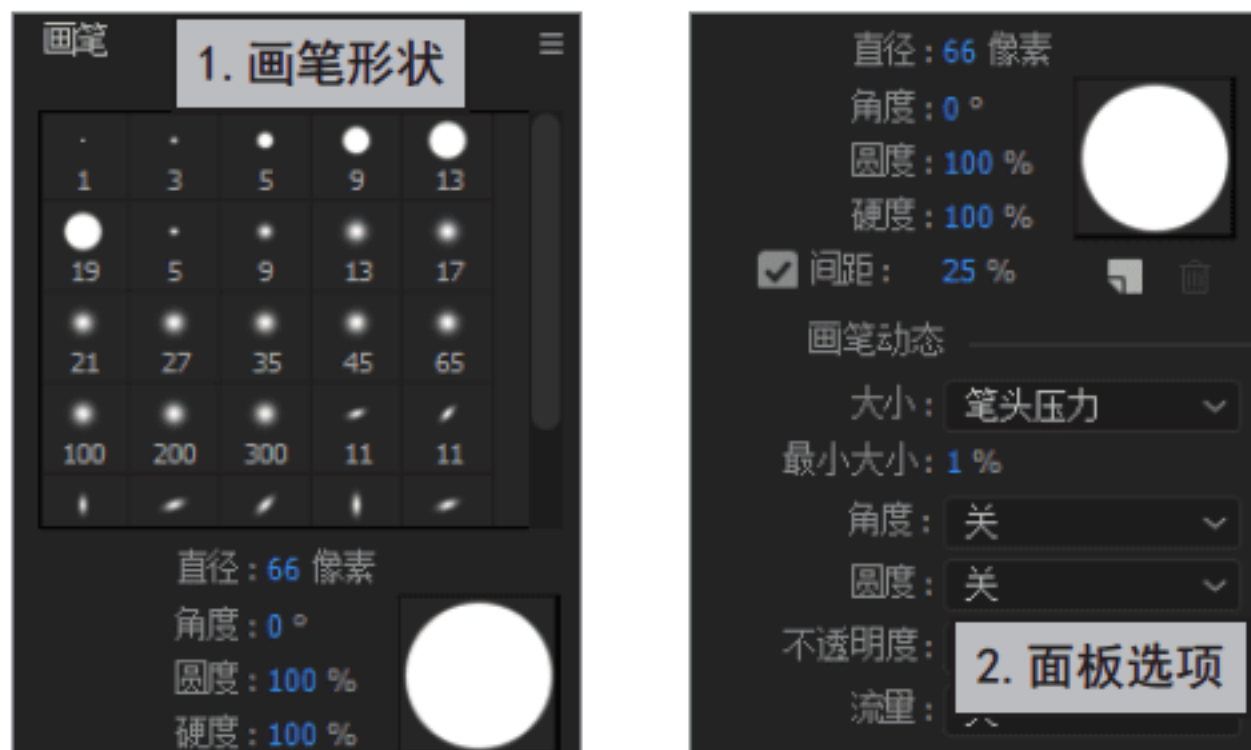 画笔
1. 画笔形状
1 3 5 9 13
19 5 9 13 17
21 27 35 45 65
100 200 300 11 11
直径：66 像素
角度：0 °
圆度：100 %
硬度：100 %
直径：66 像素
角度：0 °
圆度：100 %
硬度：100 %
间距： 25 %
画笔动态
大小： 笔头压力
最小大小：1 %
角度： 关
圆度： 关
不透明度：
2. 面板选项
流量：